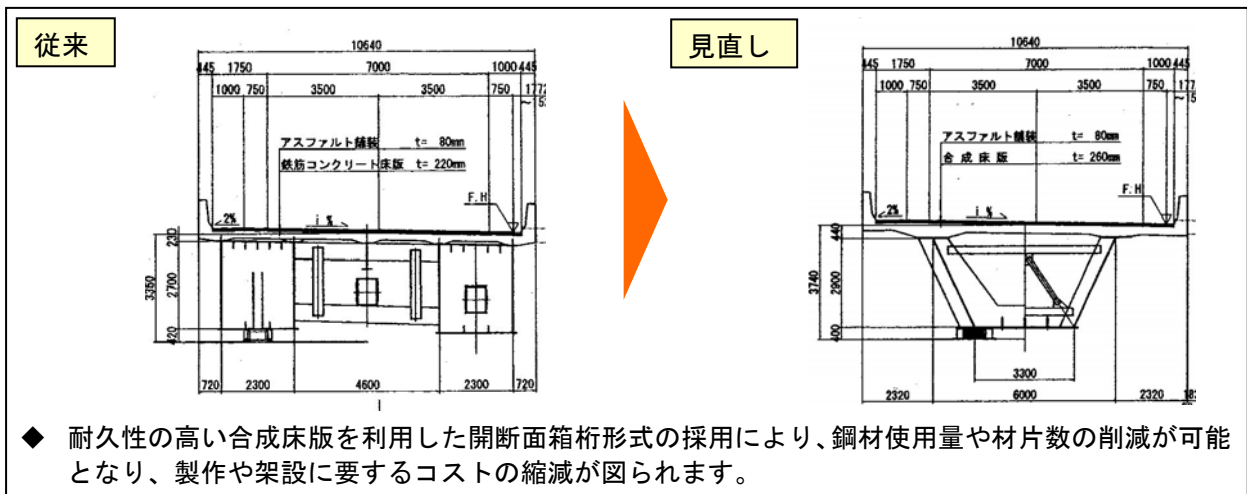 従来
10640
445 1750 7000 1000 445
1000 750 3500 3500 750 177
アスファルト舗装 t= 80mm
鉄筋コンクリート床版 t= 220mm
F.H
2% i %
230
3350 2700
420
720 2300 4600 2300 720
見直し
10640
445 1750 7000 1000 445
1000 750 3500 3500 750 177
アスファルト舗装 t= 80mm
合成床版 t= 260mm
F.H
2% i %
440
3740 2900
400
3300
2320 6000 2320
◆ 耐久性の高い合成床版を利用した開断面箱桁形式の採用により、鋼材使用量や材片数の削減が可能
となり、製作や架設に要するコストの縮減が図られます。